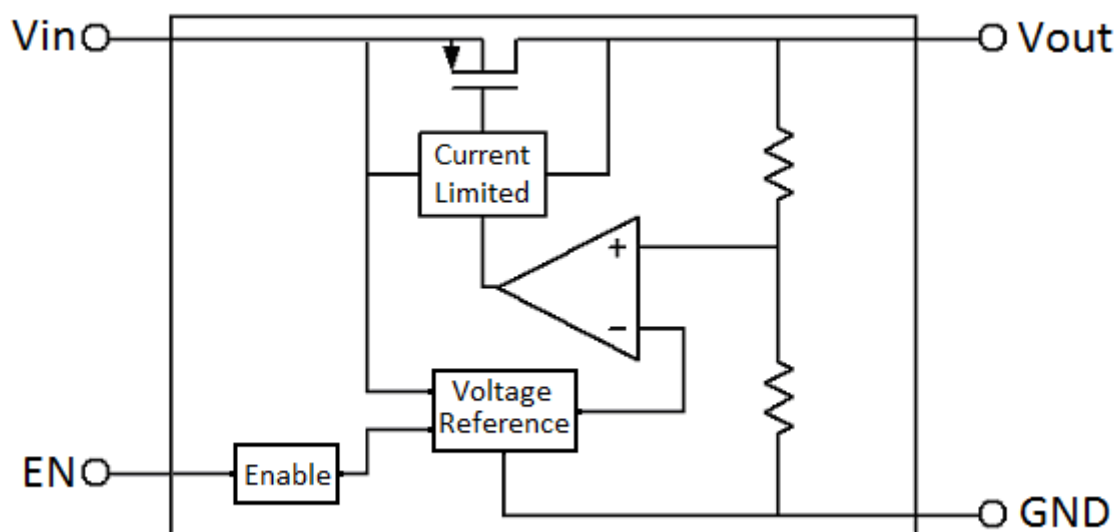 Vin
Vout
Current
Limited
+
−
Voltage
Reference
EN
Enable
GND